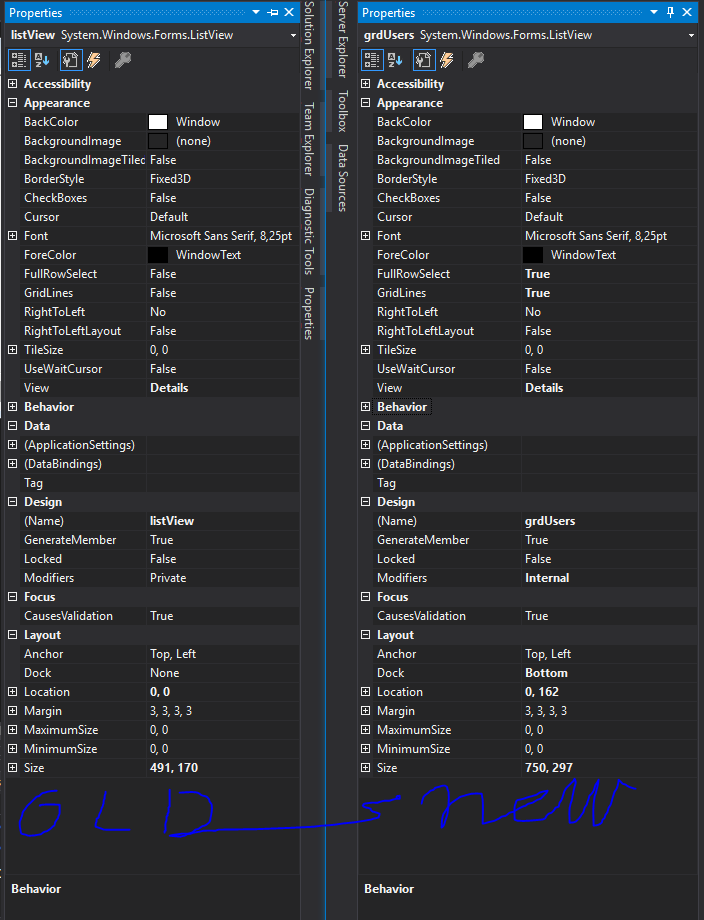 Properties
listView System.Windows.Forms.ListView
Accessibility
Appearance
BackColor Window
BackgroundImage (none)
BackgroundImageTiled False
BorderStyle Fixed3D
CheckBoxes False
Cursor Default
Font Microsoft Sans Serif, 8,25pt
ForeColor WindowText
FullRowSelect False
GridLines False
RightToLeft No
RightToLeftLayout False
TileSize 0, 0
UseWaitCursor False
View Details
Behavior
Data
(ApplicationSettings)
(DataBindings)
Tag
Design
(Name) listView
GenerateMember True
Locked False
Modifiers Private
Focus
CausesValidation True
Layout
Anchor Top, Left
Dock None
Location 0, 0
Margin 3, 3, 3, 3
MaximumSize 0, 0
MinimumSize 0, 0
Size 491, 170
OLD
Behavior
Solution Explorer
Team Explorer
Diagnostic Tools
Properties
Server Explorer
Toolbox
Data Sources
Properties
grdUsers System.Windows.Forms.ListView
Accessibility
Appearance
BackColor Window
BackgroundImage (none)
BackgroundImageTiled False
BorderStyle Fixed3D
CheckBoxes False
Cursor Default
Font Microsoft Sans Serif, 8,25pt
ForeColor WindowText
FullRowSelect True
GridLines True
RightToLeft No
RightToLeftLayout False
TileSize 0, 0
UseWaitCursor False
View Details
Behavior
Data
(ApplicationSettings)
(DataBindings)
Tag
Design
(Name) grdUsers
GenerateMember True
Locked False
Modifiers Internal
Focus
CausesValidation True
Layout
Anchor Top, Left
Dock Bottom
Location 0, 162
Margin 3, 3, 3, 3
MaximumSize 0, 0
MinimumSize 0, 0
Size 750, 297
new
Behavior